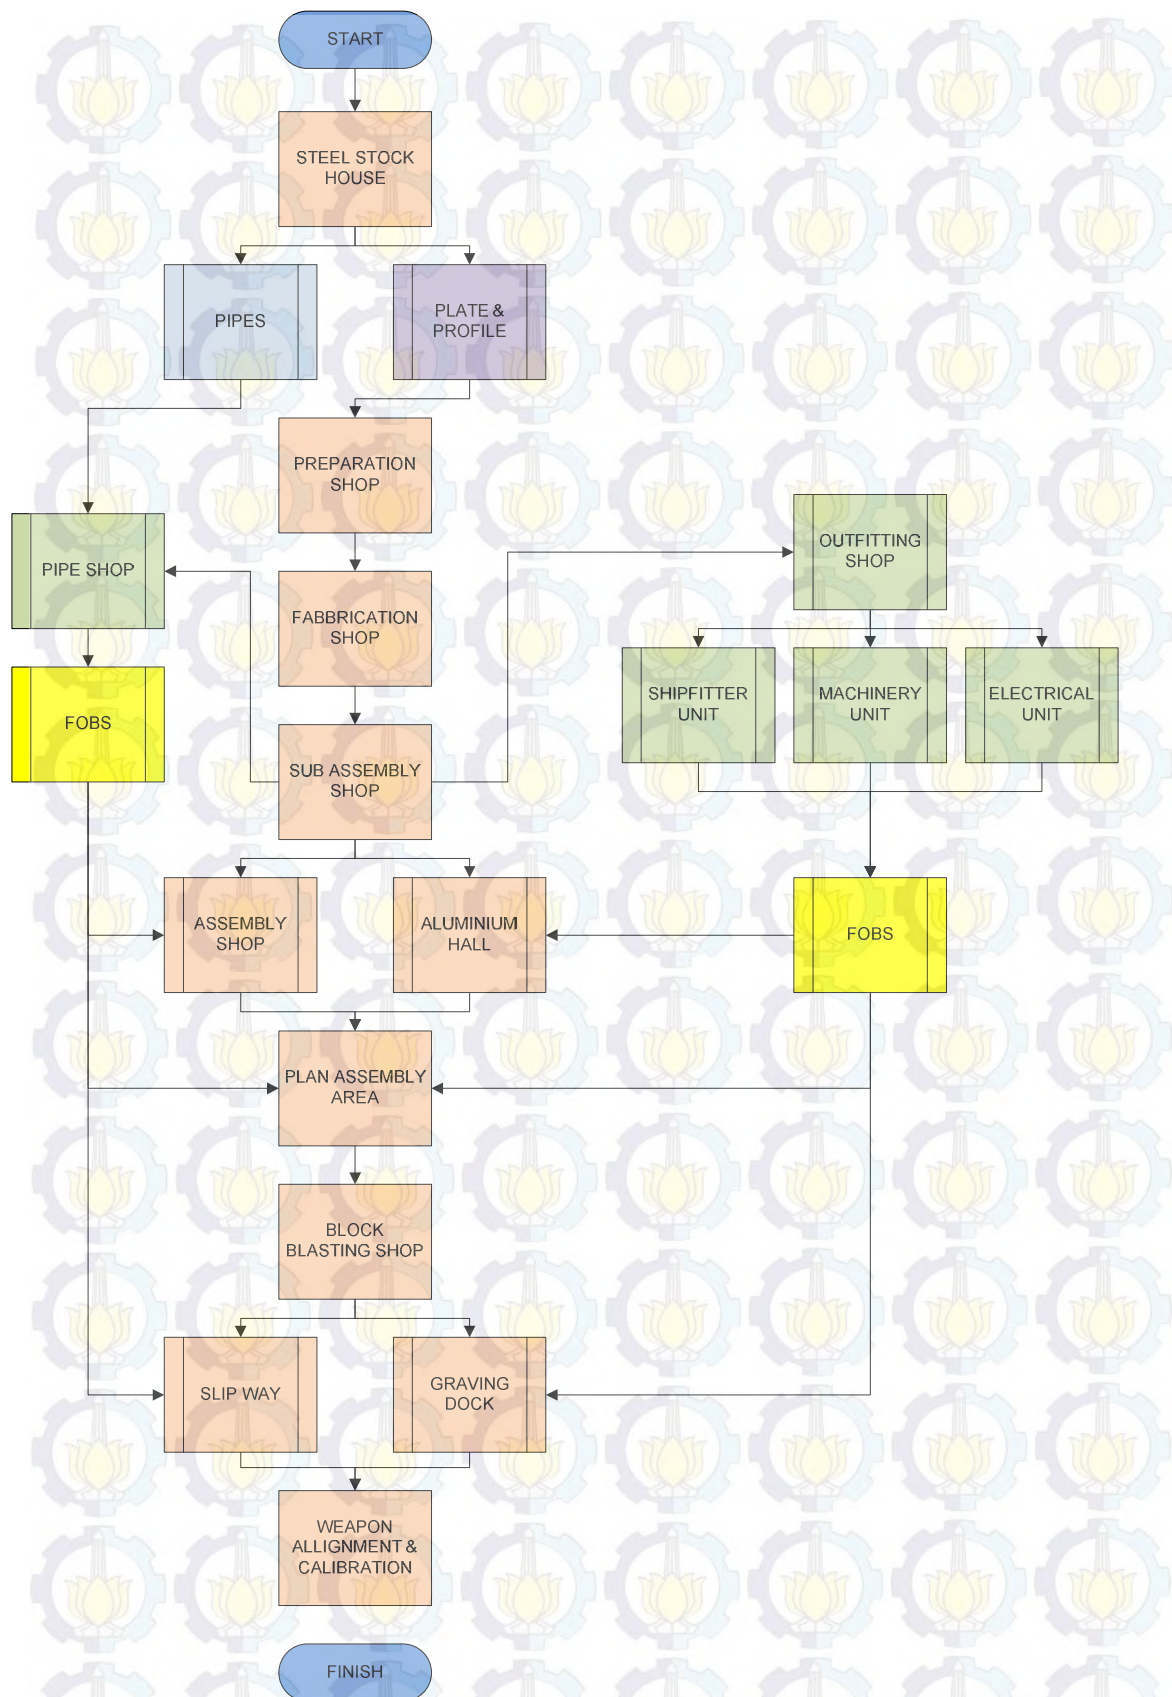 START
STEEL STOCK
HOUSE
PIPES
PLATE &
PROFILE
PREPARATION
SHOP
PIPE SHOP
FABBRICATION
SHOP
OUTFITTING
SHOP
FOBS
SUB ASSEMBLY
SHOP
SHIPFITTER
UNIT
MACHINERY
UNIT
ELECTRICAL
UNIT
ASSEMBLY
SHOP
ALUMINIUM
HALL
FOBS
PLAN ASSEMBLY
AREA
BLOCK
BLASTING SHOP
SLIP WAY
GRAVING
DOCK
WEAPON
ALLIGNMENT &
CALIBRATION
FINISH